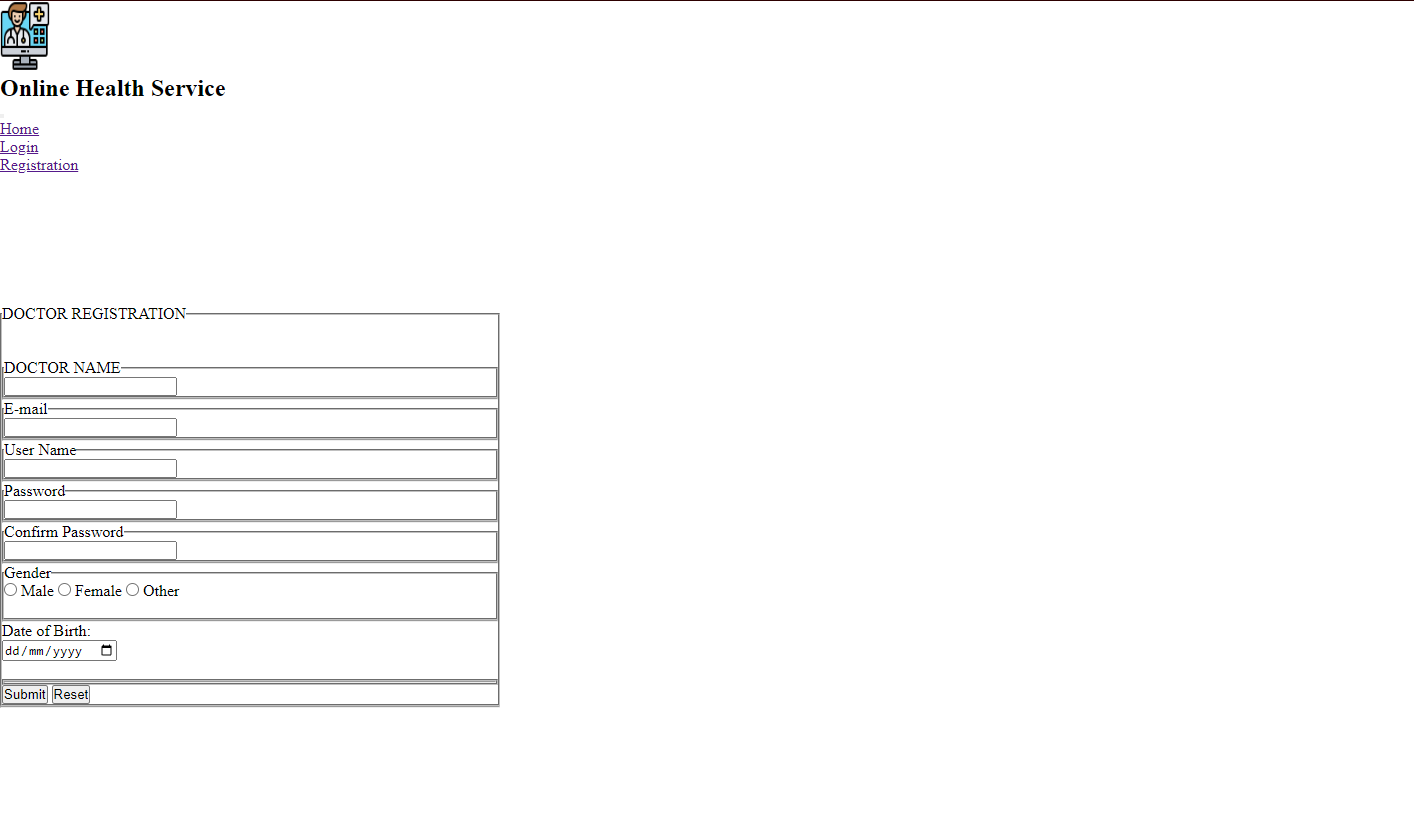 Online Health Service
Home
Login
Registration
DOCTOR REGISTRATION
DOCTOR NAME
E-mail
User Name
Password
Confirm Password
Gender
Male Female Other
Date of Birth:
dd/mm/yyyy
Submit Reset